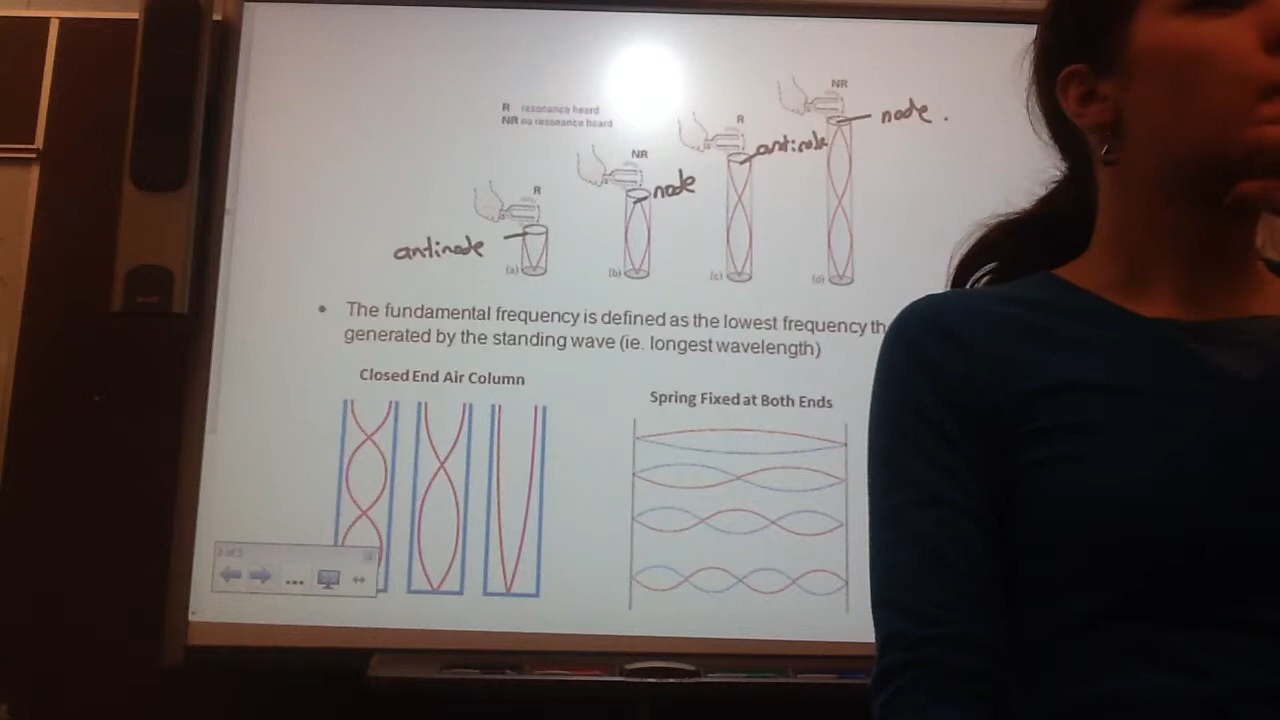 R resonance heard
NR no resonance heard
NR
R
NR
R
node.
antinode
node
antinode
(a)
(b)
(c)
(d)
• The fundamental frequency is defined as the lowest frequency th
generated by the standing wave (ie. longest wavelength)
Closed End Air Column
Spring Fixed at Both Ends
...